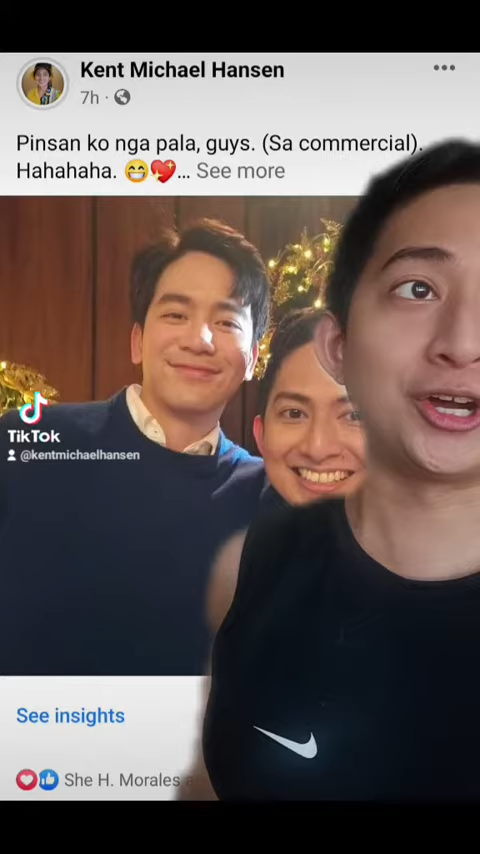 Kent Michael Hansen
7h ·
Pinsan ko nga pala, guys. (Sa commercial).
Hahahaha. 😁💖... See more
TikTok
@kentmichaelhansen
See insights
She H. Morales